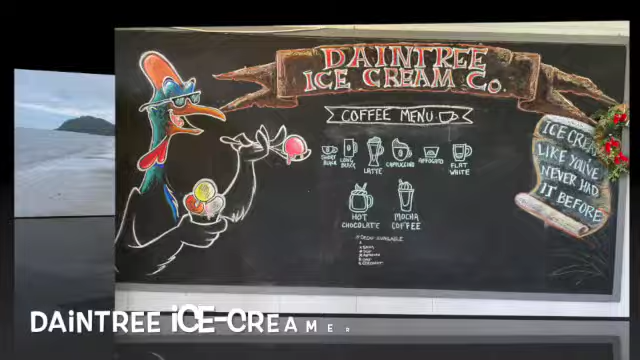 DAINTREE
ICE CREAM Co.
COFFEE MENU
SHORT BLACK
LONG BLACK
LATTE
CAPPUCCINO
AFFOGATO
FLAT WHITE
HOT CHOCOLATE
MOCHA COFFEE
ICE CREAM
LIKE YOU'VE
NEVER HAD
IT BEFORE
DAiNTREE iCE-CREAMER